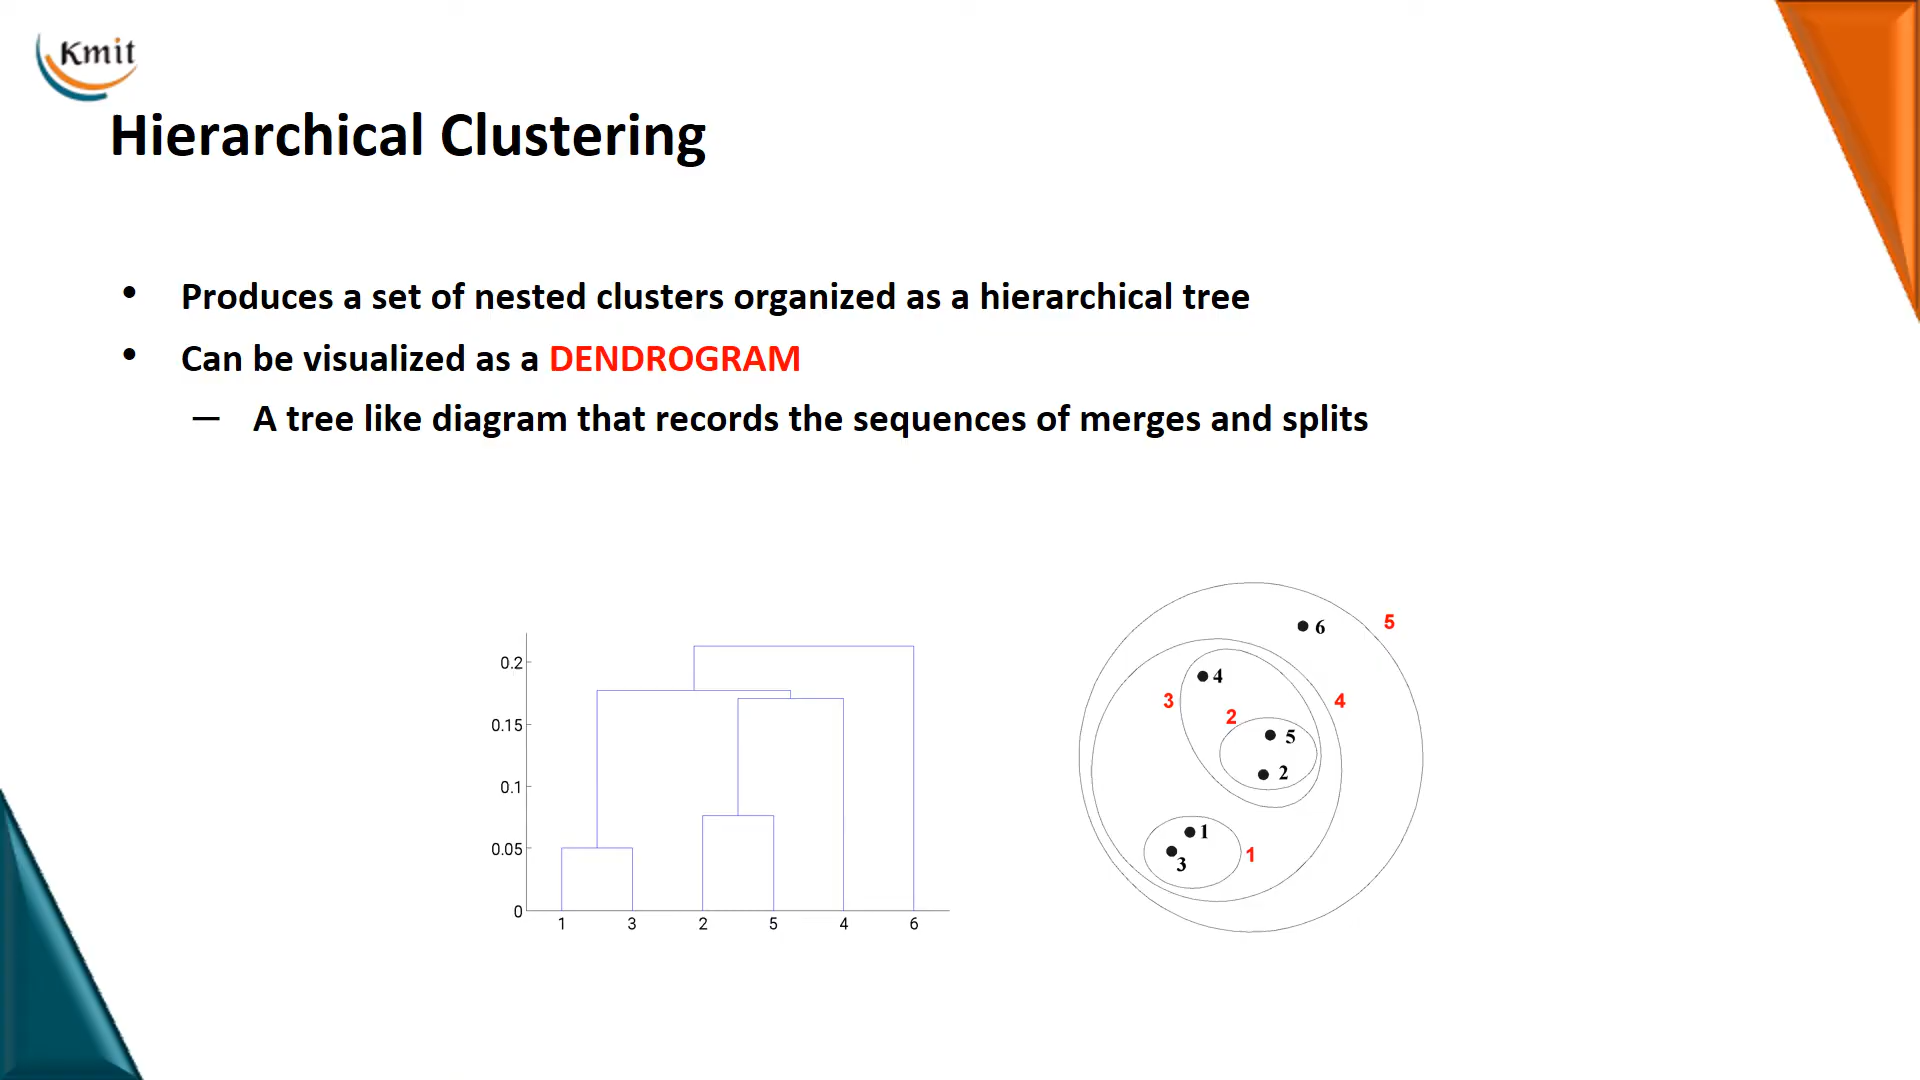 Kmit
Hierarchical Clustering
• Produces a set of nested clusters organized as a hierarchical tree
• Can be visualized as a DENDROGRAM
– A tree like diagram that records the sequences of merges and splits
0.2
0.15
0.1
0.05
0
1 3 2 5 4 6
6 5
4
3 4
2
5
2
1
3 1